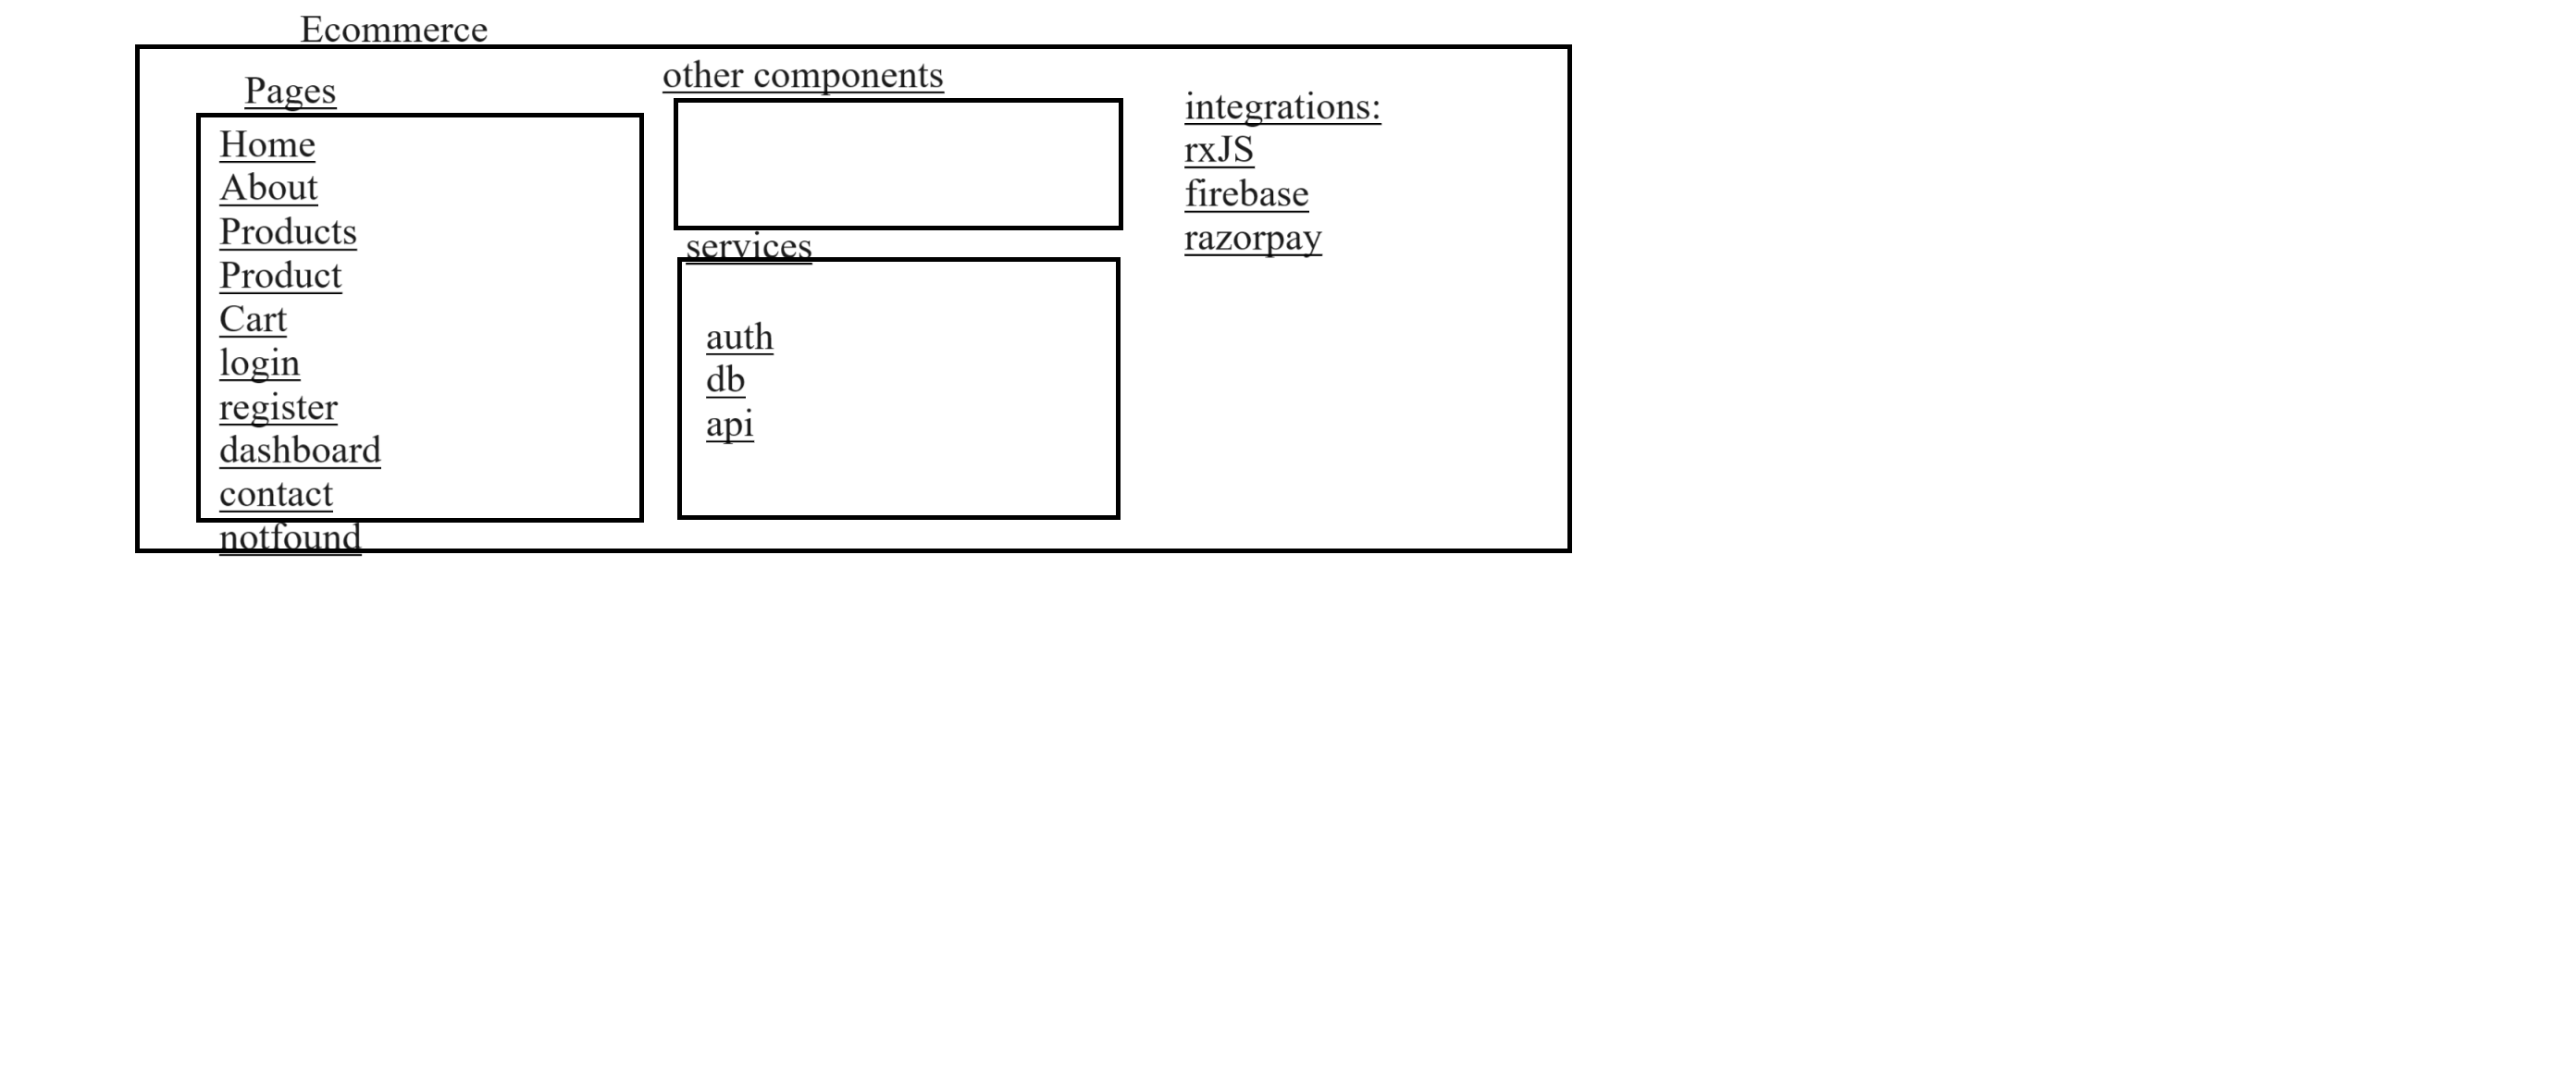 Ecommerce
Pages
Home
About
Products
Product
Cart
login
register
dashboard
contact
notfound
other components
services
auth
db
api
integrations:
rxJS
firebase
razorpay